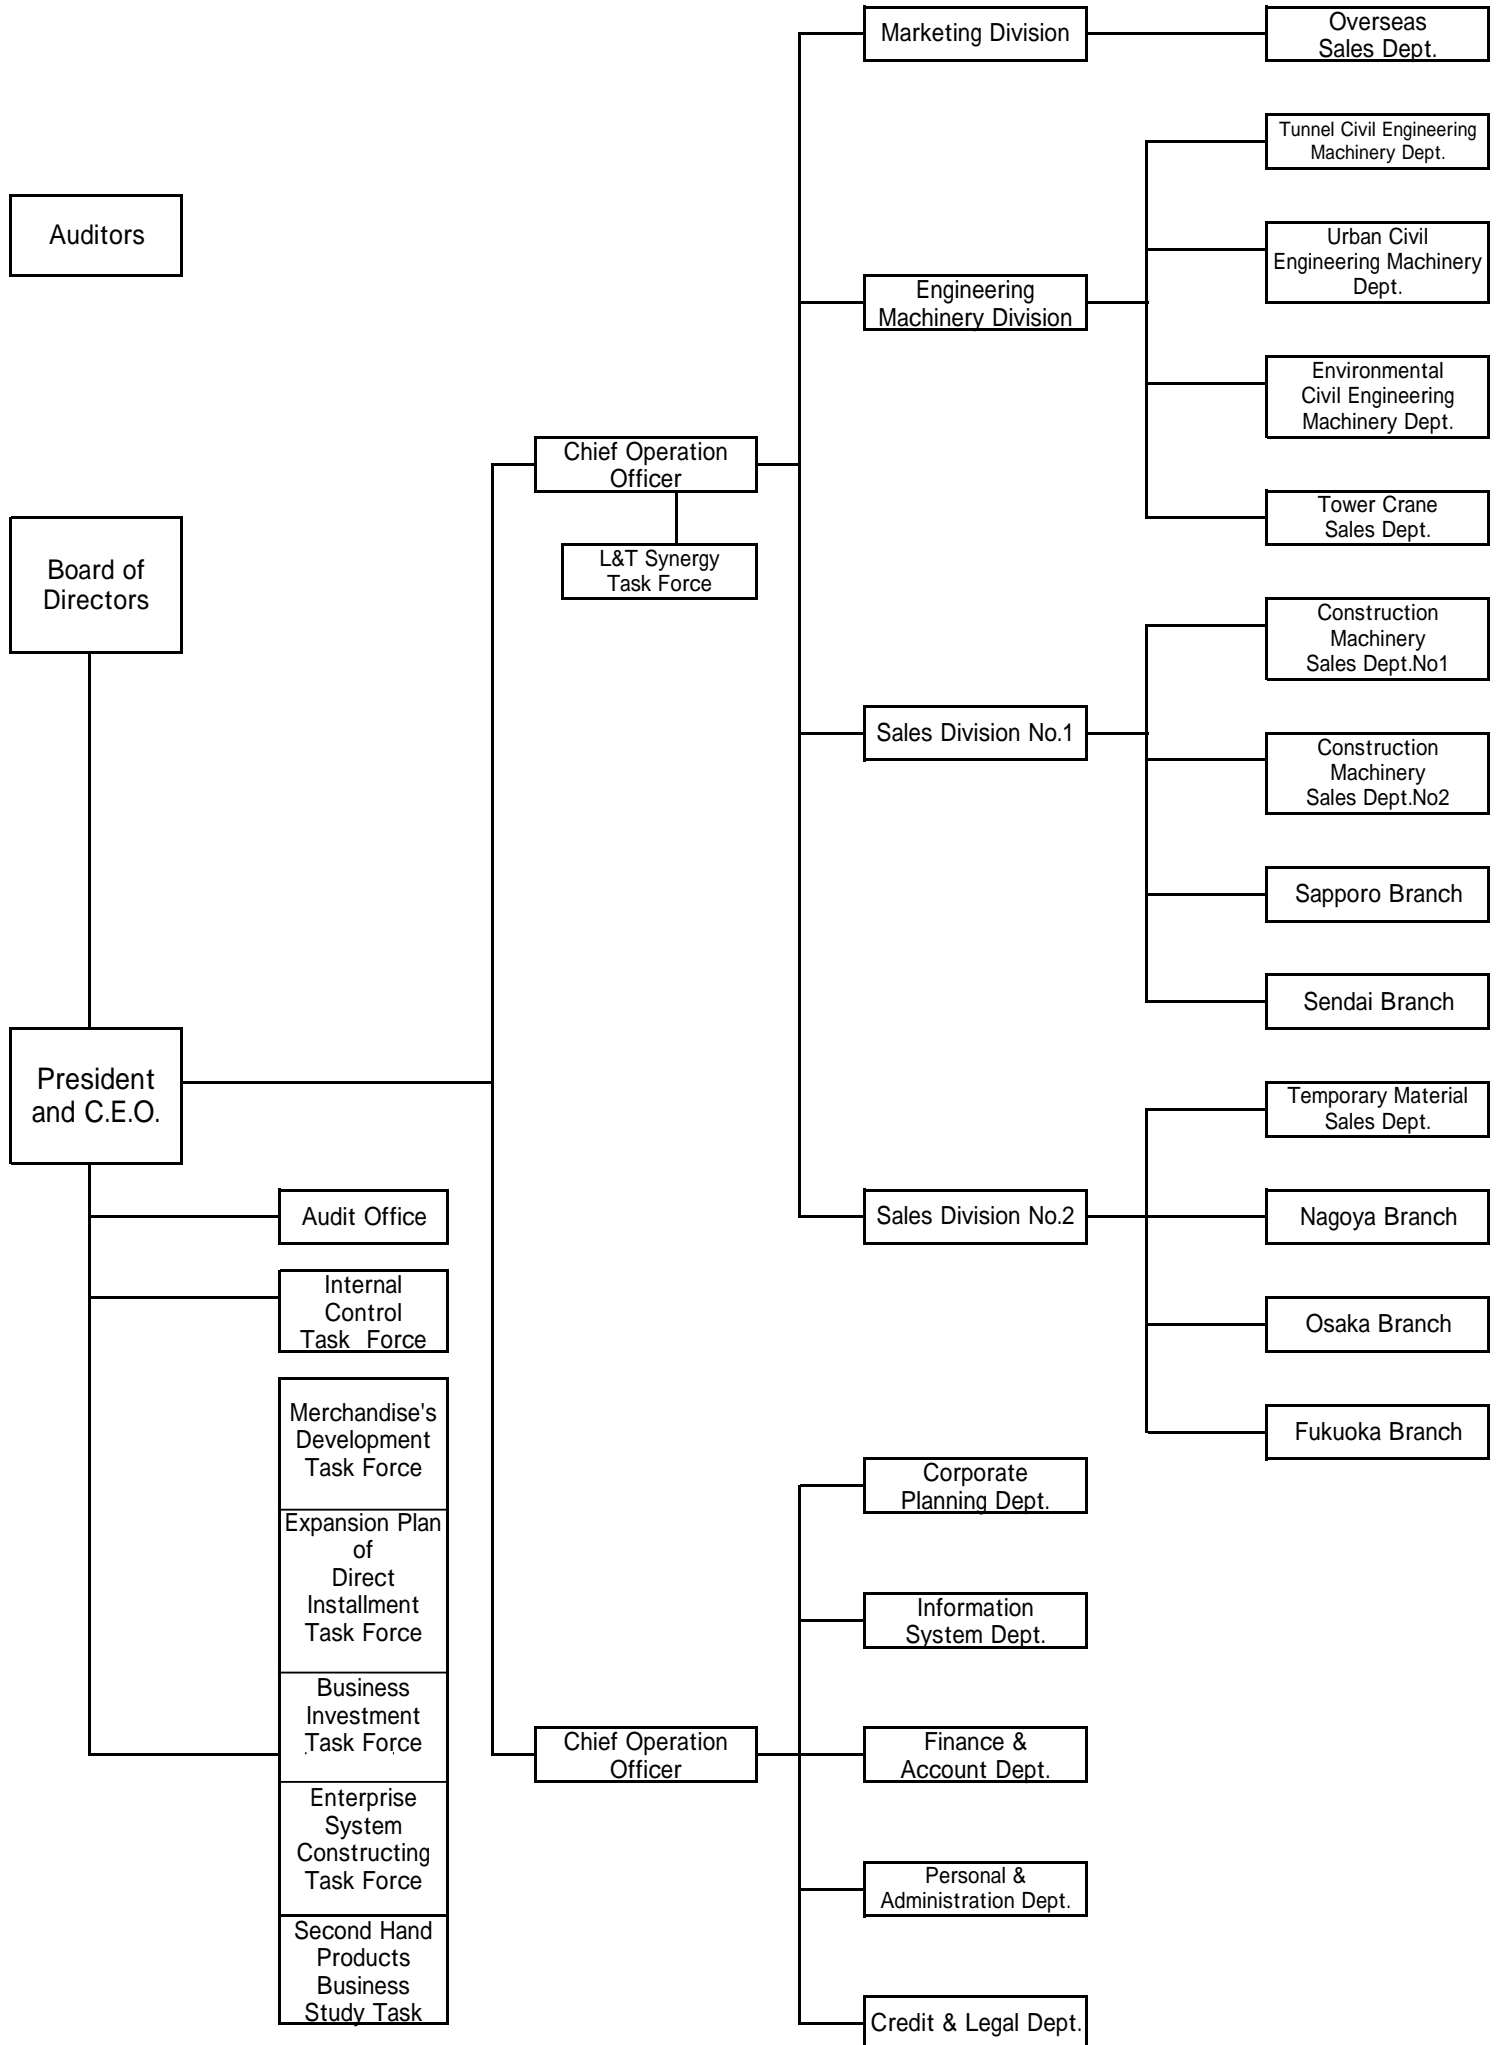 Auditors
Board of
Directors
President
and C.E.O.
Audit Office
Internal
Control
Task  Force
Merchandise's
Development
Task Force
Expansion Plan
of
Direct
Installment
Task Force
Business
Investment
Task Force
Enterprise
System
Constructing
Task Force
Second Hand
Products
Business
Study Task
Chief Operation
Officer
L&T Synergy
Task Force
Chief Operation
Officer
Marketing Division
Engineering
Machinery Division
Sales Division No.1
Sales Division No.2
Corporate
Planning Dept.
Information
System Dept.
Finance &
Account Dept.
Personal &
Administration Dept.
Credit & Legal Dept.
Overseas
Sales Dept.
Tunnel Civil Engineering
Machinery Dept.
Urban Civil
Engineering Machinery
Dept.
Environmental
Civil Engineering
Machinery Dept.
Tower Crane
Sales Dept.
Construction
Machinery
Sales Dept.No1
Construction
Machinery
Sales Dept.No2
Sapporo Branch
Sendai Branch
Temporary Material
Sales Dept.
Nagoya Branch
Osaka Branch
Fukuoka Branch